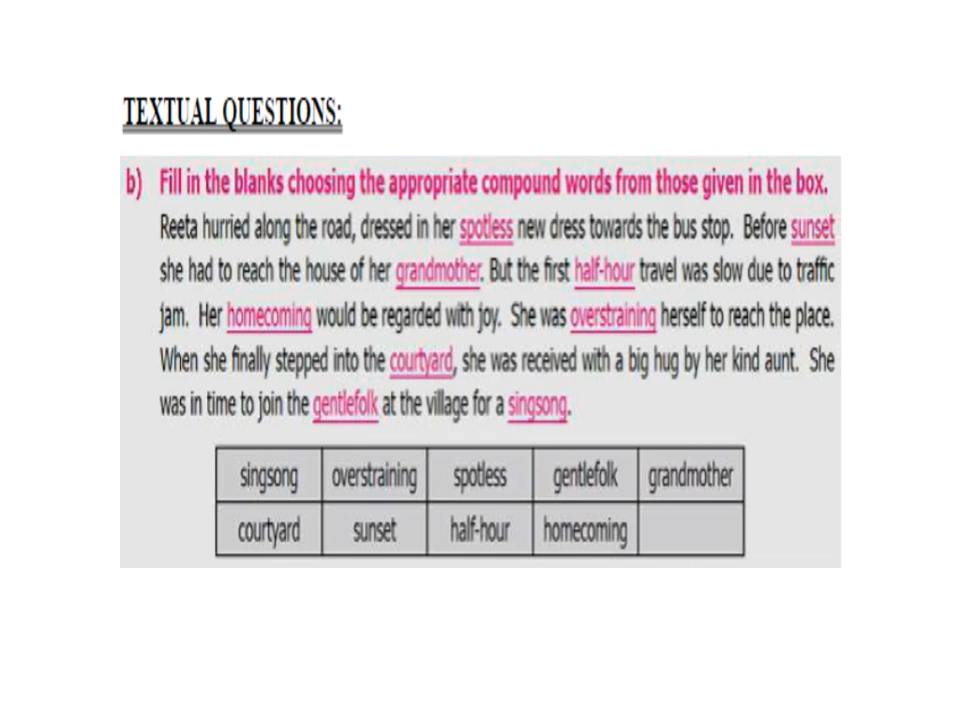 TEXTUAL QUESTIONS:
b) Fill in the blanks choosing the appropriate compound words from those given in the box.
Reeta hurried along the road, dressed in her spotless new dress towards the bus stop. Before sunset
she had to reach the house of her grandmother. But the first half-hour travel was slow due to traffic
jam. Her homecoming would be regarded with joy. She was overstraining herself to reach the place.
When she finally stepped into the courtyard, she was received with a big hug by her kind aunt. She
was in time to join the gentlefolk at the village for a singsong.
singsong overstraining spotless gentlefolk grandmother
courtyard sunset half-hour homecoming